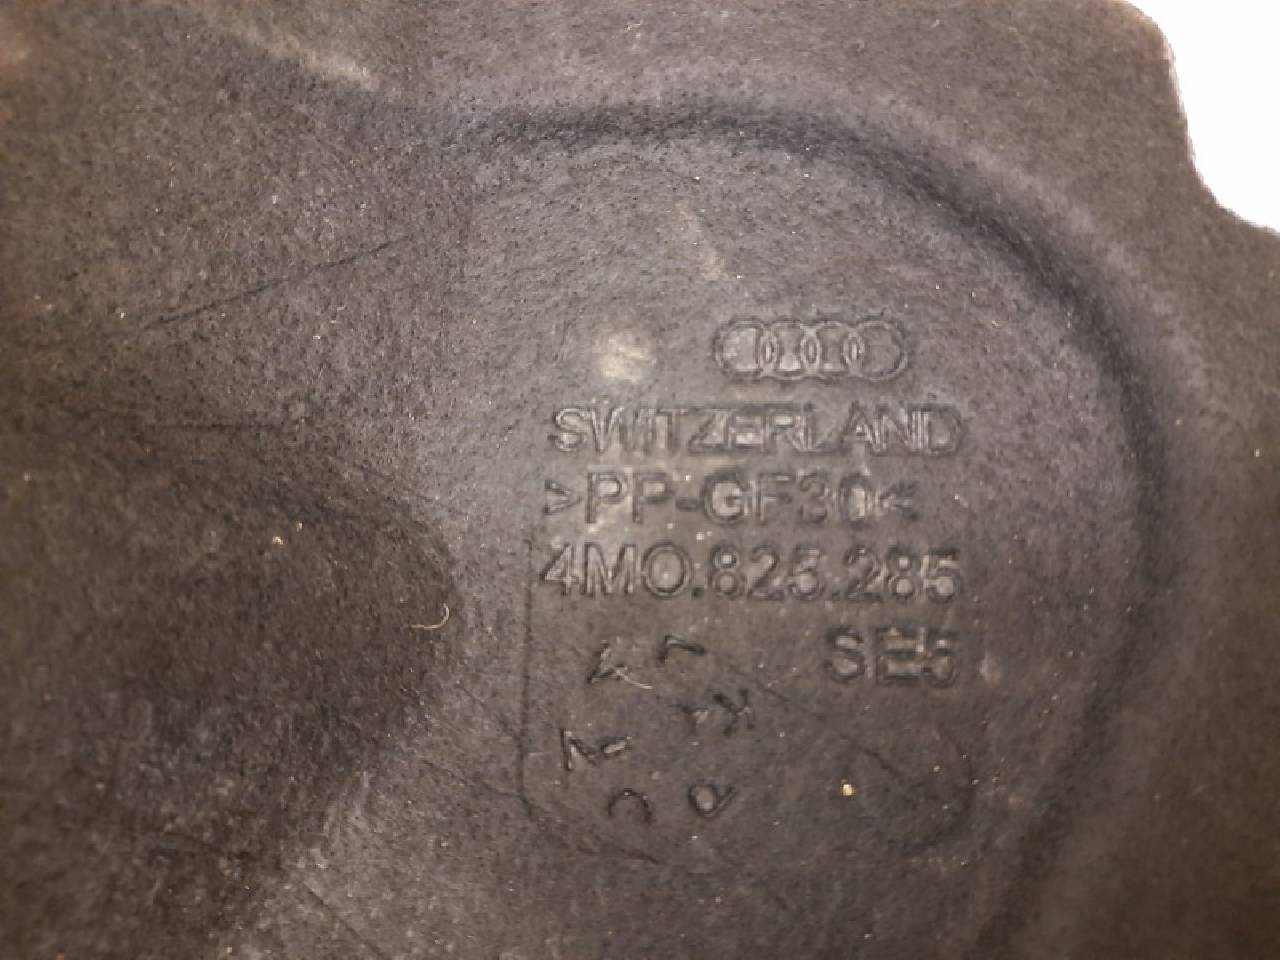 SWITZERLAND
>PP-GF30<
4M0.825.285
SE5